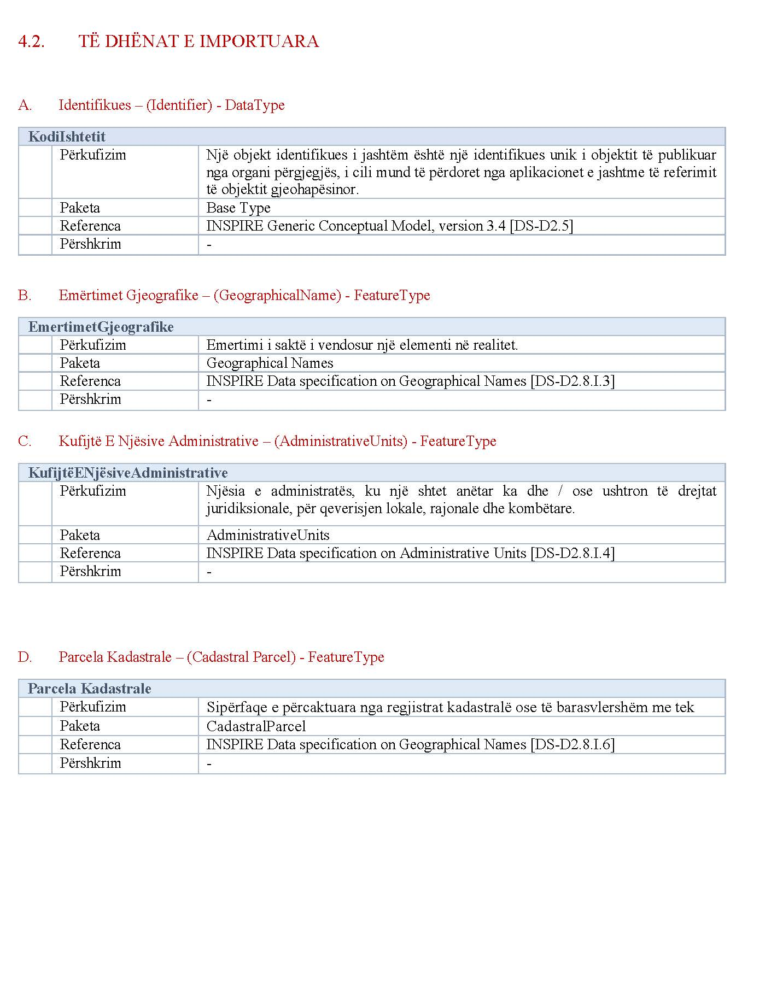 4.2. TË DHËNAT E IMPORTUARA
A. Identifikues – (Identifier) - DataType
KodiIshtetit
Përkufizim Një objekt identifikues i jashtëm është një identifikues unik i objektit të publikuar
nga organi përgjegjës, i cili mund të përdoret nga aplikacionet e jashtme të referimit
të objektit gjeohapësinor.
Paketa Base Type
Referenca INSPIRE Generic Conceptual Model, version 3.4 [DS-D2.5]
Përshkrim -
B. Emërtimet Gjeografike – (GeographicalName) - FeatureType
EmertimetGjeografike
Përkufizim Emertimi i saktë i vendosur një elementi në realitet.
Paketa Geographical Names
Referenca INSPIRE Data specification on Geographical Names [DS-D2.8.I.3]
Përshkrim -
C. Kufijtë E Njësive Administrative – (AdministrativeUnits) - FeatureType
KufijtëENjësiveAdministrative
Përkufizim Njësia e administratës, ku një shtet anëtar ka dhe / ose ushtron të drejtat
juridiksionale, për qeverisjen lokale, rajonale dhe kombëtare.
Paketa AdministrativeUnits
Referenca INSPIRE Data specification on Administrative Units [DS-D2.8.I.4]
Përshkrim -
D. Parcela Kadastrale – (Cadastral Parcel) - FeatureType
Parcela Kadastrale
Përkufizim Sipërfaqe e përcaktuara nga regjistrat kadastralë ose të barasvlershëm me tek
Paketa CadastralParcel
Referenca INSPIRE Data specification on Geographical Names [DS-D2.8.I.6]
Përshkrim -